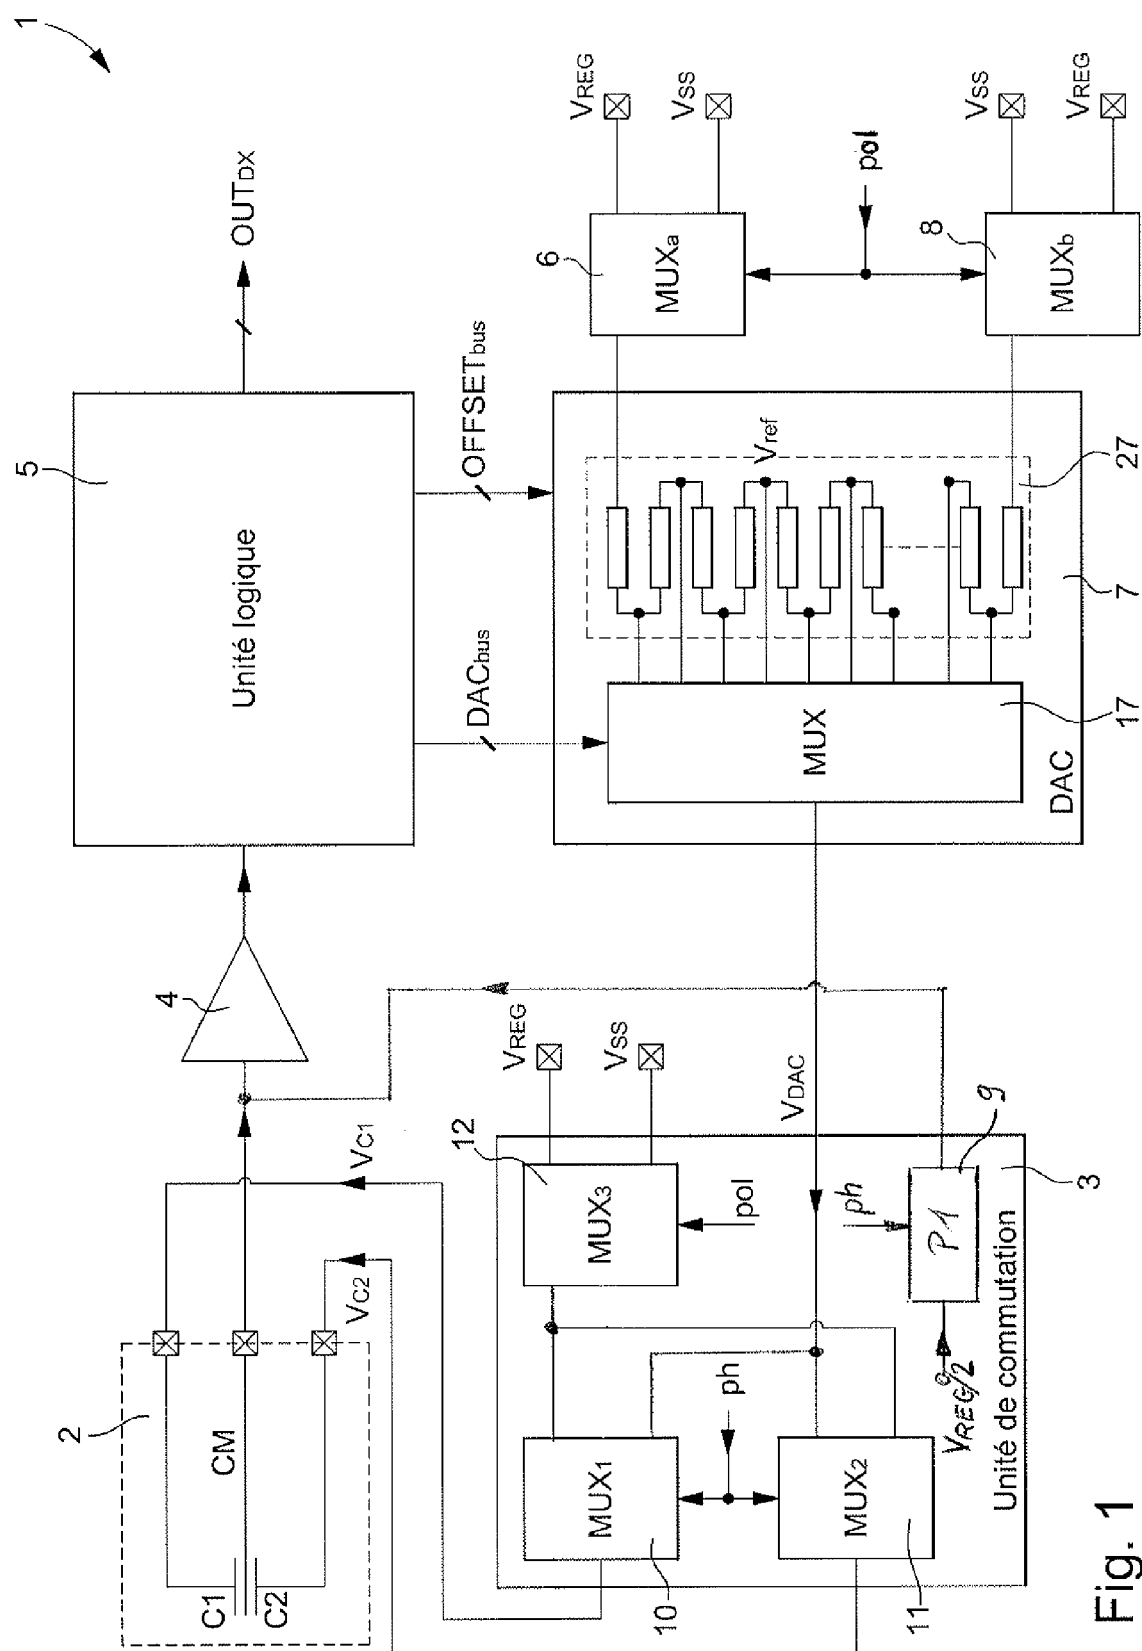 1
OUTDX
5
Unité logique
4
VC1
VC2
2
CM
C1
C2
DACbus
OFFSETbus
VREG
VSS
6
MUXa
pol
8
MUXb
VSS
VREG
Vref
27
7
MUX
17
DAC
VREG
VSS
12
MUX3
pol
VDAC
ph
P1
9
3
VREG/2
Unité de commutation
ph
MUX1
10
MUX2
11
Fig. 1